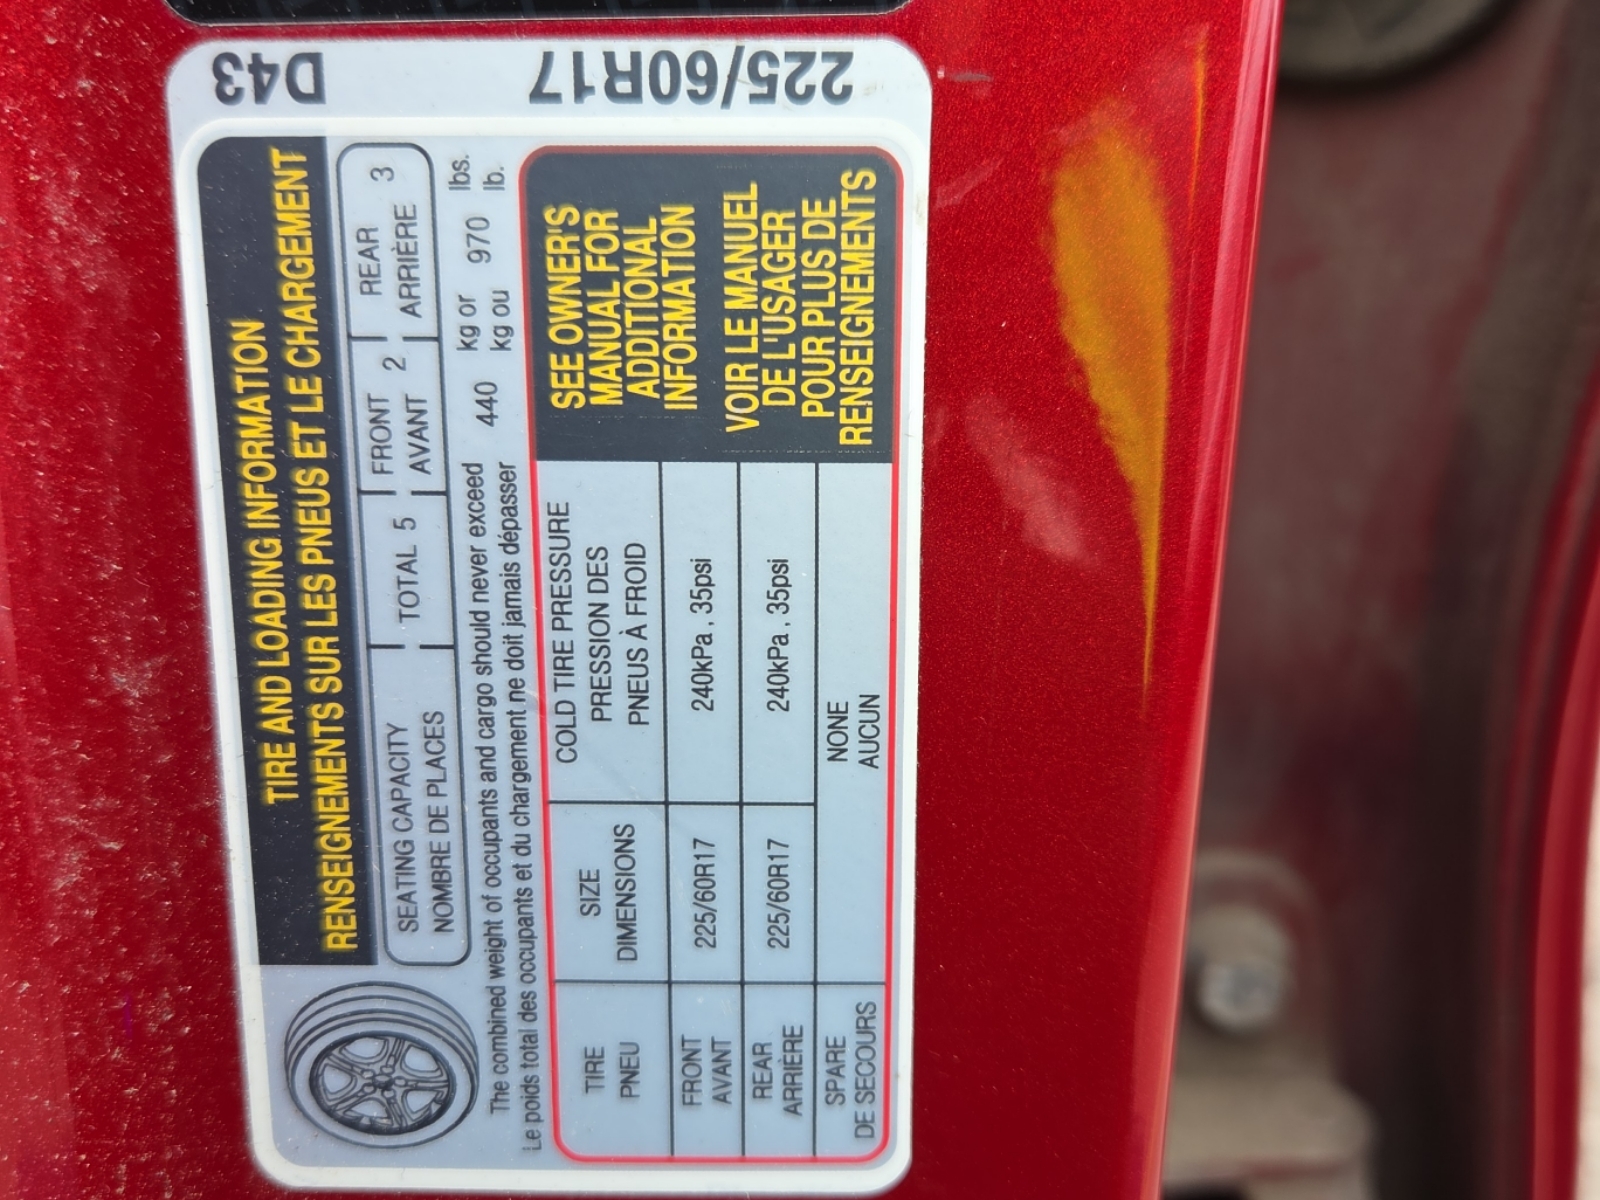 D43
225/60R17
TIRE AND LOADING INFORMATION
RENSEIGNEMENTS SUR LES PNEUS ET LE CHARGEMENT
SEATING CAPACITY
NOMBRE DE PLACES
TOTAL 5
FRONT
AVANT
2
REAR
ARRIÈRE
3
The combined weight of occupants and cargo should never exceed 440 kg or 970 lbs.
Le poids total des occupants et du chargement ne doit jamais dépasser kg ou lb.
TIRE
PNEU
SIZE
DIMENSIONS
COLD TIRE PRESSURE
PRESSION DES
PNEUS À FROID
FRONT
AVANT
225/60R17
240kPa , 35psi
REAR
ARRIÈRE
225/60R17
240kPa , 35psi
SPARE
DE SECOURS
NONE
AUCUN
SEE OWNER'S
MANUAL FOR
ADDITIONAL
INFORMATION
VOIR LE MANUEL
DE L'USAGER
POUR PLUS DE
RENSEIGNEMENTS